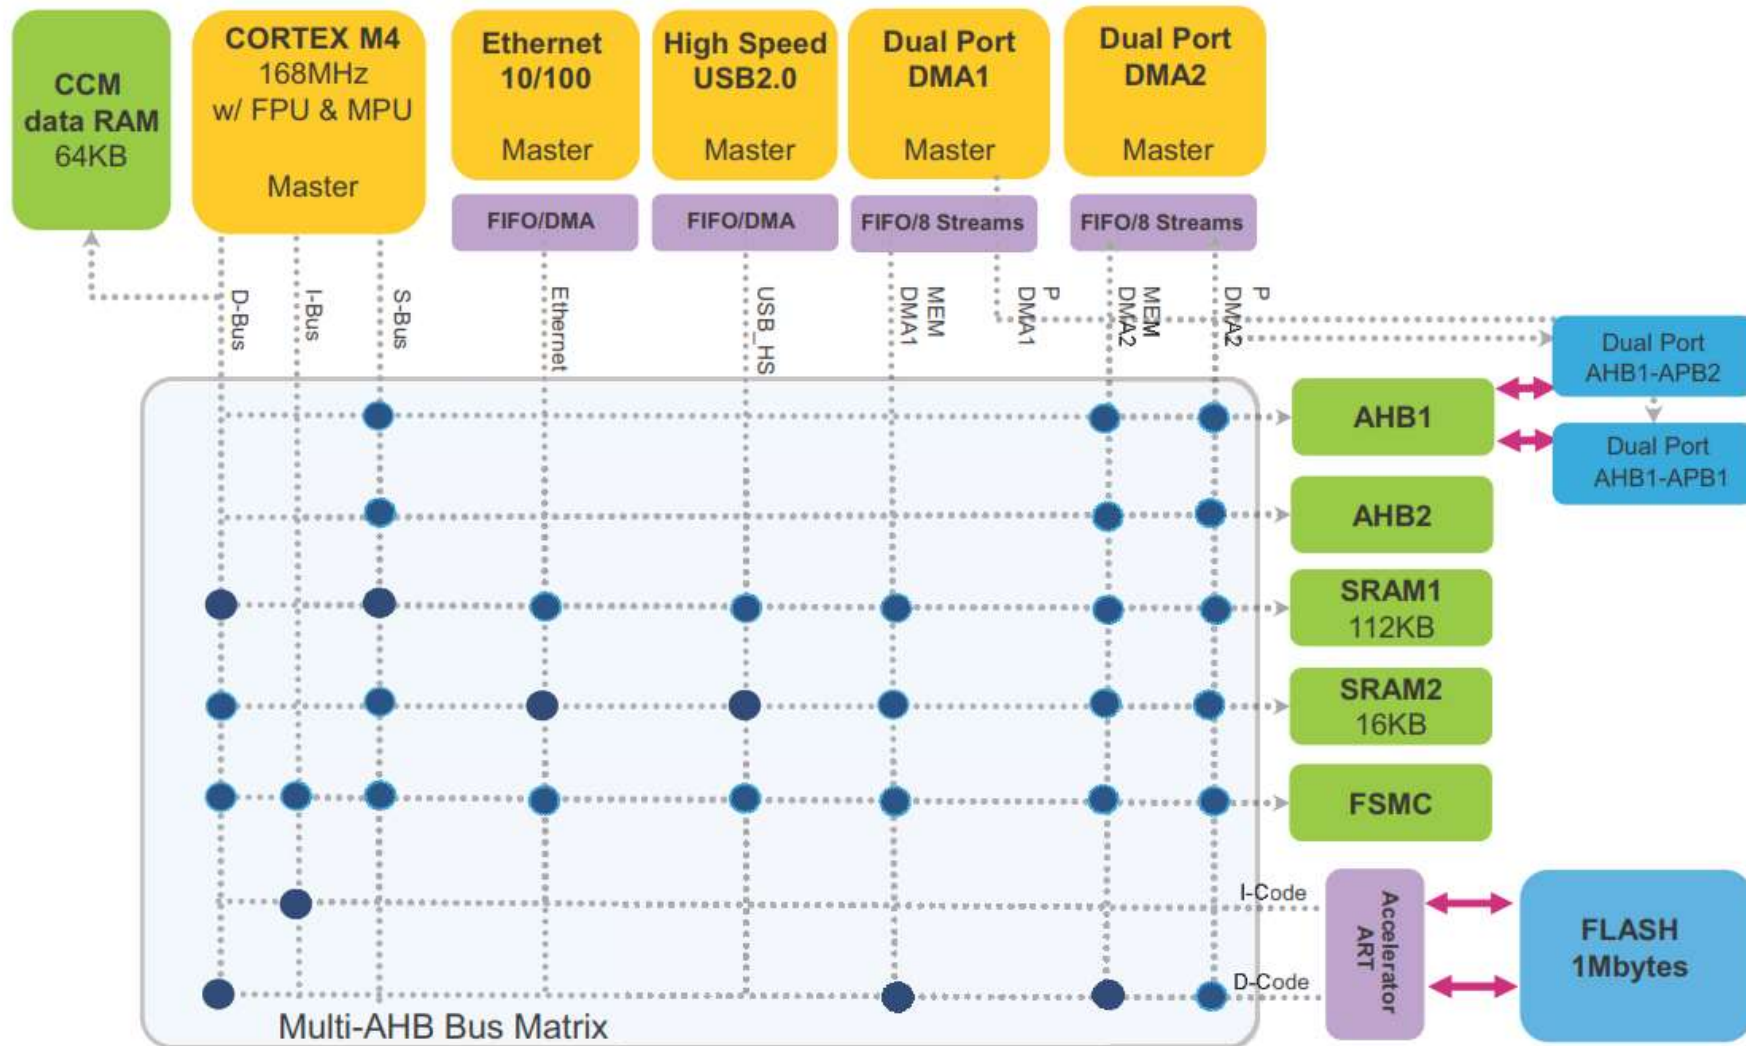 CCM
data RAM
64KB
CORTEX M4
168MHz
w/ FPU & MPU
Master
Ethernet
10/100
Master
High Speed
USB2.0
Master
Dual Port
DMA1
Master
Dual Port
DMA2
Master
FIFO/DMA
FIFO/DMA
FIFO/8 Streams
FIFO/8 Streams
D-Bus
I-Bus
S-Bus
Ethernet
USB_HS
MEM
DMA1
P
DMA1
MEM
DMA2
P
DMA2
Dual Port
AHB1-APB2
Dual Port
AHB1-APB1
AHB1
AHB2
SRAM1
112KB
SRAM2
16KB
FSMC
I-Code
D-Code
Accelerator
ART
FLASH
1Mbytes
Multi-AHB Bus Matrix